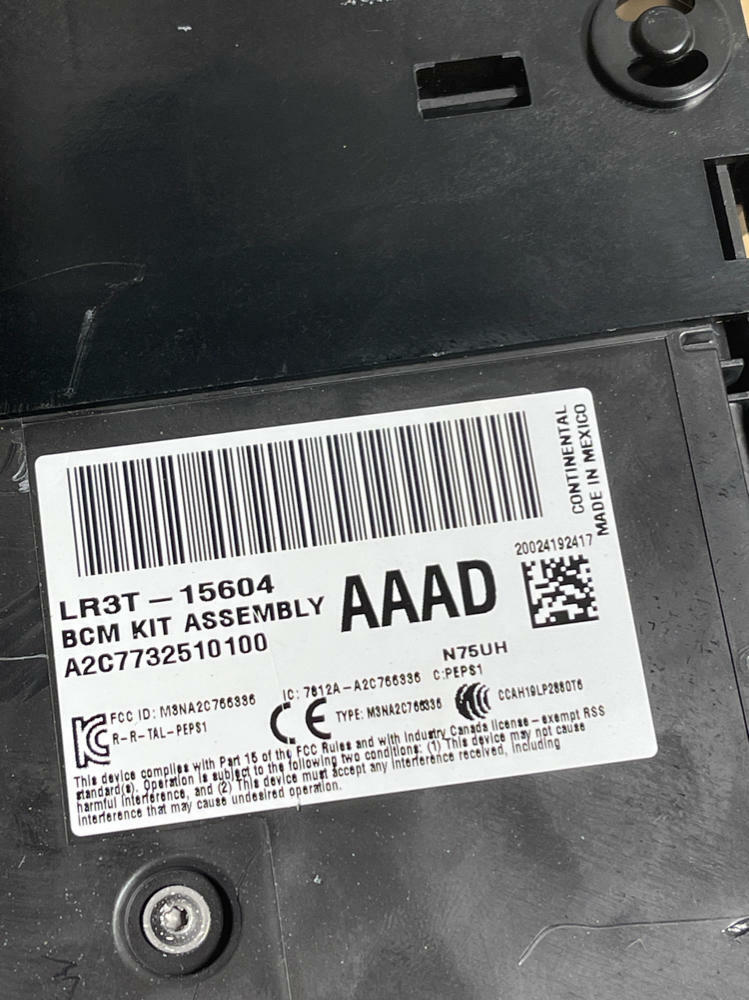 CONTINENTAL
MADE IN MEXICO
20024192417
LR3T-15604
BCM KIT ASSEMBLY
AAAD
A2C7732510100
N75UH
FCC ID: M3NA2C766336
IC: 7812A-A2C766336
C:PEPS1
R-R-TAL-PEPS1
CE
TYPE: M3NA2C766336
CCAH19LP2880T6
This device complies with Part 15 of the FCC Rules and with Industry Canada license-exempt RSS
standard(s). Operation is subject to the following two conditions: (1) This device may not cause
harmful interference, and (2) This device must accept any interference received, including
interference that may cause undesired operation.